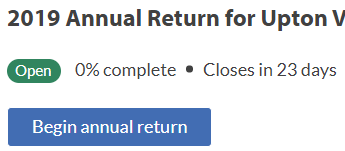 2019 Annual Return for Upton V
Open 0% complete • Closes in 23 days
Begin annual return